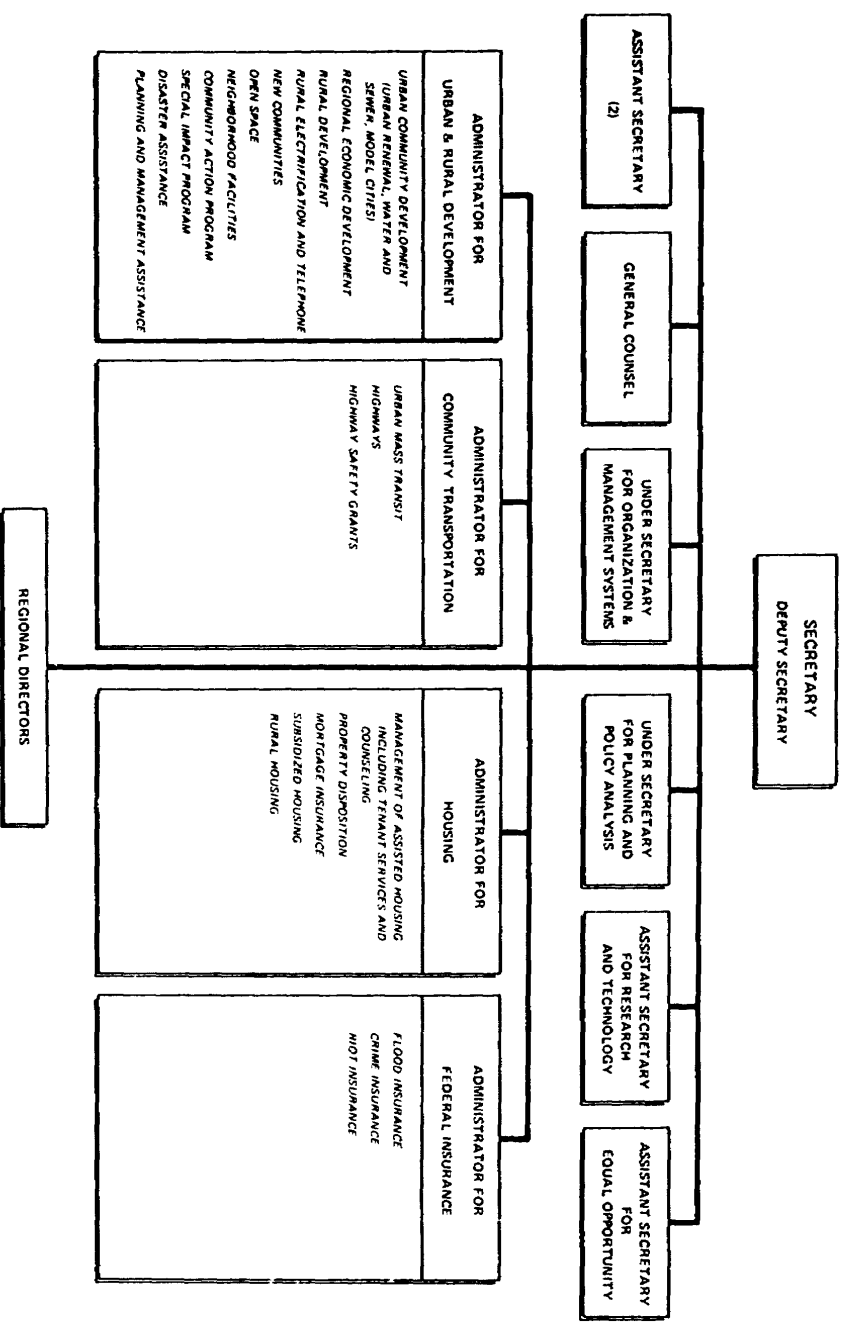 SECRETARY
DEPUTY SECRETARY
ASSISTANT SECRETARY
(2)
GENERAL COUNSEL
UNDER SECRETARY
FOR ORGANIZATION &
MANAGEMENT SYSTEMS
UNDER SECRETARY
FOR PLANNING AND
POLICY ANALYSIS
ASSISTANT SECRETARY
FOR RESEARCH
AND TECHNOLOGY
ASSISTANT SECRETARY
FOR
EQUAL OPPORTUNITY
ADMINISTRATOR FOR
URBAN & RURAL DEVELOPMENT
URBAN COMMUNITY DEVELOPMENT
(URBAN RENEWAL, WATER AND
SEWER, MODEL CITIES)
REGIONAL ECONOMIC DEVELOPMENT
RURAL DEVELOPMENT
RURAL ELECTRIFICATION AND TELEPHONE
NEW COMMUNITIES
OPEN SPACE
NEIGHBORHOOD FACILITIES
COMMUNITY ACTION PROGRAM
SPECIAL IMPACT PROGRAM
DISASTER ASSISTANCE
PLANNING AND MANAGEMENT ASSISTANCE
ADMINISTRATOR FOR
COMMUNITY TRANSPORTATION
URBAN MASS TRANSIT
HIGHWAYS
HIGHWAY SAFETY GRANTS
ADMINISTRATOR FOR
HOUSING
MANAGEMENT OF ASSISTED HOUSING
INCLUDING TENANT SERVICES AND
COUNSELING
PROPERTY DISPOSITION
MORTGAGE INSURANCE
SUBSIDIZED HOUSING
RURAL HOUSING
ADMINISTRATOR FOR
FEDERAL INSURANCE
FLOOD INSURANCE
CRIME INSURANCE
RIOT INSURANCE
REGIONAL DIRECTORS